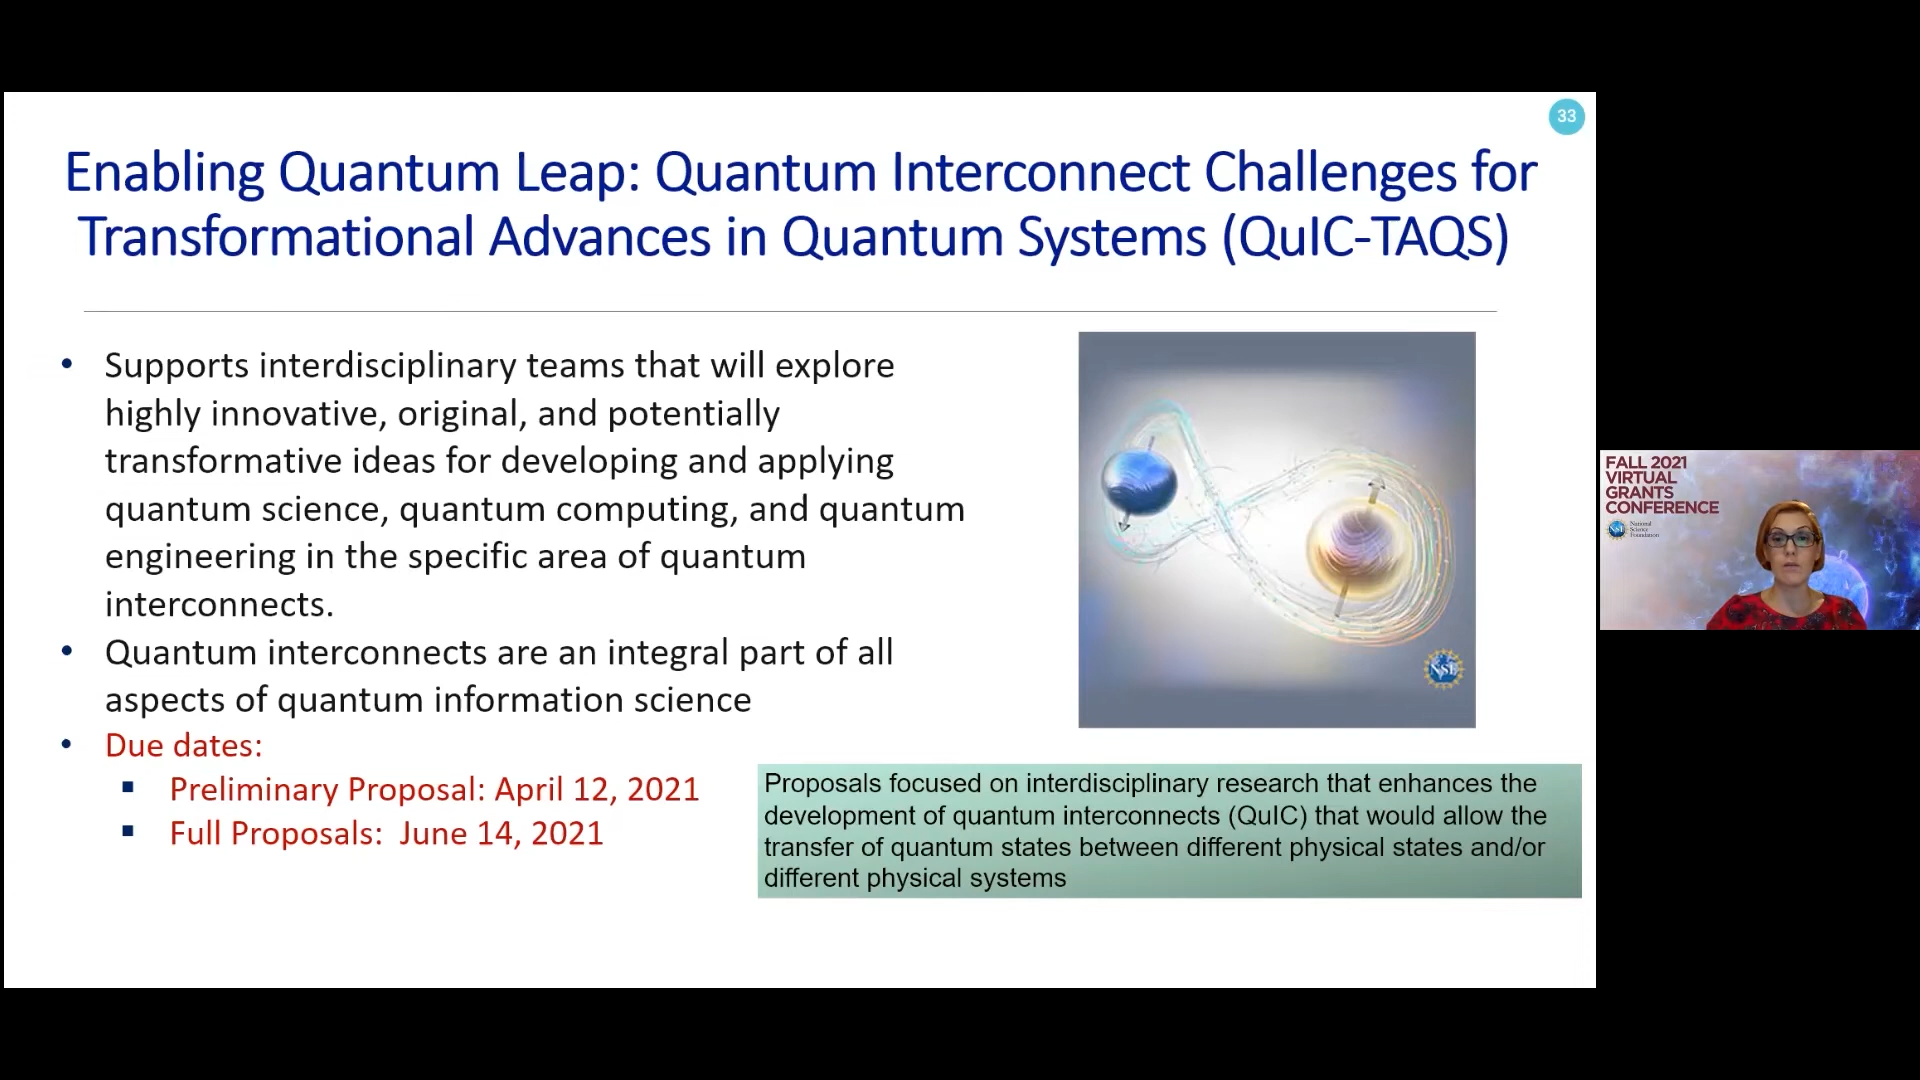 33
Enabling Quantum Leap: Quantum Interconnect Challenges for
Transformational Advances in Quantum Systems (QuIC-TAQS)
• Supports interdisciplinary teams that will explore
highly innovative, original, and potentially
transformative ideas for developing and applying
quantum science, quantum computing, and quantum
engineering in the specific area of quantum
interconnects.
• Quantum interconnects are an integral part of all
aspects of quantum information science
• Due dates:
▪ Preliminary Proposal: April 12, 2021
▪ Full Proposals: June 14, 2021
NSF
Proposals focused on interdisciplinary research that enhances the
development of quantum interconnects (QuIC) that would allow the
transfer of quantum states between different physical states and/or
different physical systems
FALL 2021
VIRTUAL
GRANTS
CONFERENCE
NSF
National
Science
Foundation